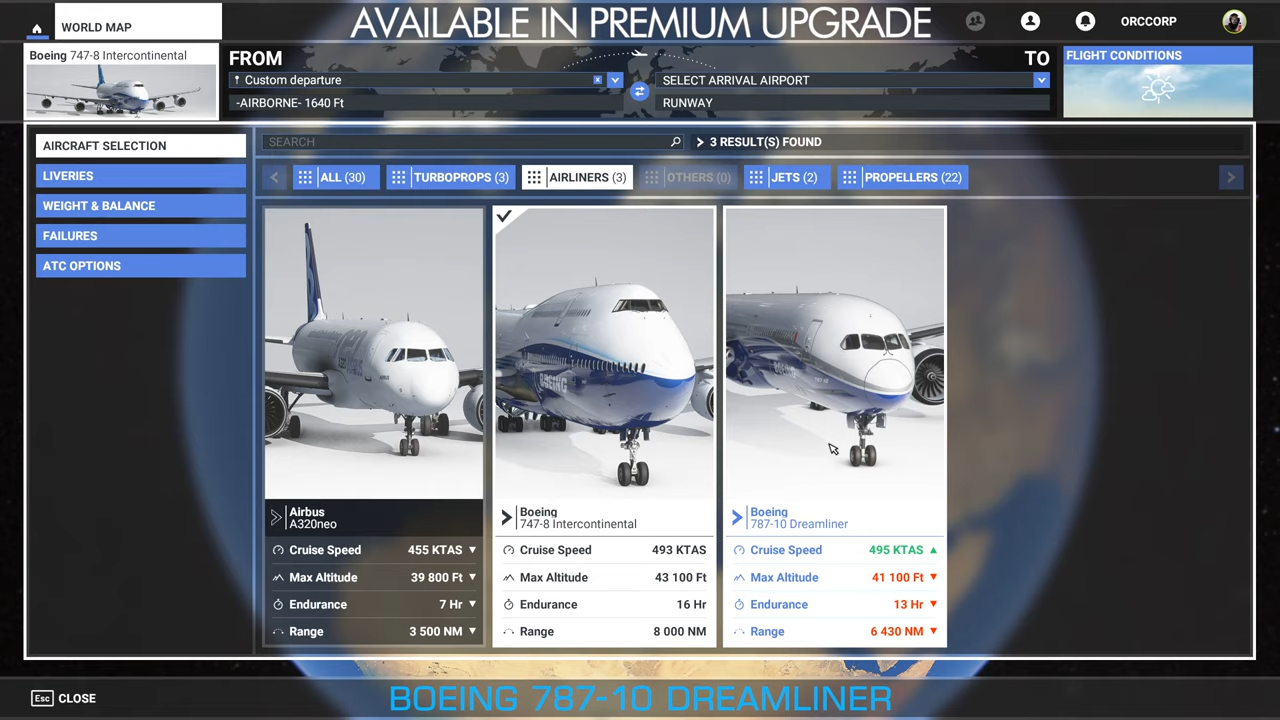 AVAILABLE IN PREMIUM UPGRADE
WORLD MAP
ORCCORP
Boeing 747-8 Intercontinental
FROM
TO
Custom departure
SELECT ARRIVAL AIRPORT
-AIRBORNE- 1640 Ft
RUNWAY
FLIGHT CONDITIONS
AIRCRAFT SELECTION
LIVERIES
WEIGHT & BALANCE
FAILURES
ATC OPTIONS
SEARCH
3 RESULT(S) FOUND
ALL (30)
TURBOPROPS (3)
AIRLINERS (3)
OTHERS (0)
JETS (2)
PROPELLERS (22)
BOEING
Airbus
A320neo
Cruise Speed 455 KTAS
Max Altitude 39 800 Ft
Endurance 7 Hr
Range 3 500 NM
Boeing
747-8 Intercontinental
Cruise Speed 493 KTAS
Max Altitude 43 100 Ft
Endurance 16 Hr
Range 8 000 NM
Boeing
787-10 Dreamliner
Cruise Speed 495 KTAS
Max Altitude 41 100 Ft
Endurance 13 Hr
Range 6 430 NM
Esc CLOSE
BOEING 787-10 DREAMLINER